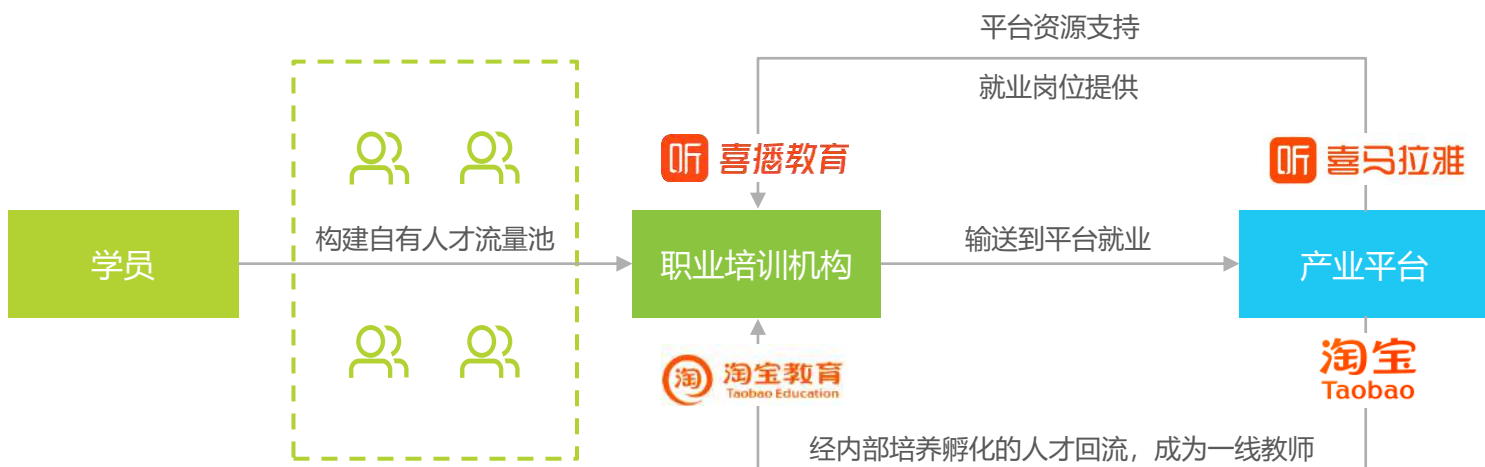 平台资源支持
就业岗位提供
听 喜播教育
听 喜马拉雅
构建自有人才流量池
输送到平台就业
学员
职业培训机构
产业平台
淘 淘宝教育
Taobao Education
淘宝
Taobao
经内部培养孵化的人才回流，成为一线教师